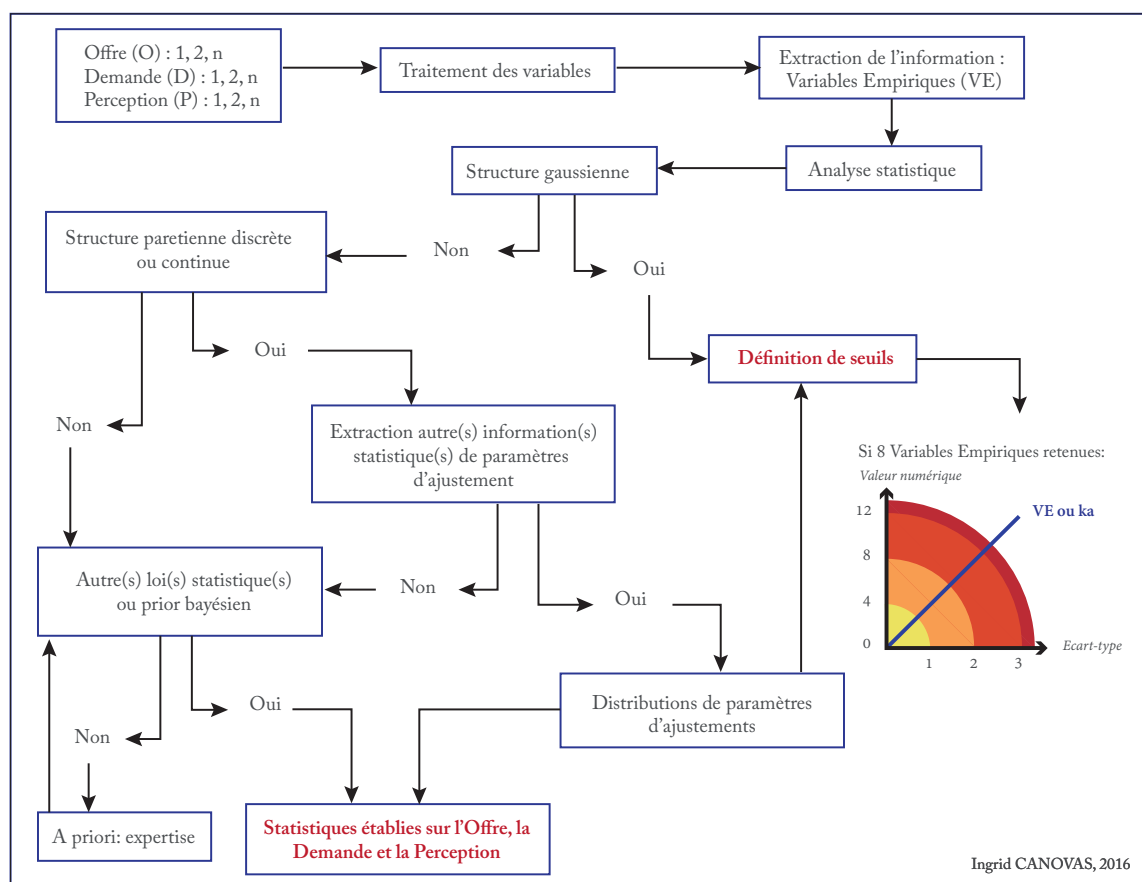 Offre (O) : 1, 2, n
Demande (D) : 1, 2, n
Perception (P) : 1, 2, n
Traitement des variables
Extraction de l'information :
Variables Empiriques (VE)
Structure gaussienne
Analyse statistique
Structure paretienne discrète
ou continue
Non
Oui
Oui
Définition de seuils
Non
Extraction autre(s) information(s)
statistique(s) de paramètres
d'ajustement
Si 8 Variables Empiriques retenues:
Valeur numérique
12
VE ou ka
8
4
0
1
2
3
Ecart-type
Autre(s) loi(s) statistique(s)
ou prior bayésien
Non
Oui
Oui
Non
Distributions de paramètres
d'ajustements
A priori: expertise
Statistiques établies sur l'Offre, la
Demande et la Perception
Ingrid CANOVAS, 2016